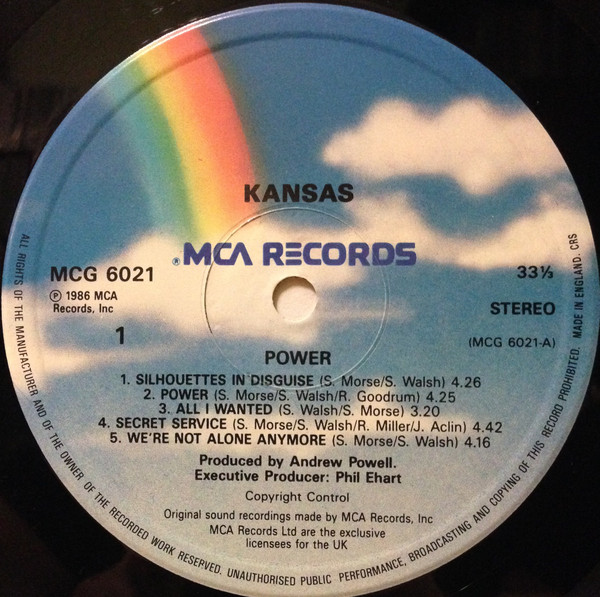 KANSAS
®MCA RECORDS
MCG 6021
℗ 1986 MCA
Records, Inc
1
33⅓
STEREO
(MCG 6021-A)
POWER
1. SILHOUETTES IN DISGUISE (S. Morse/S. Walsh) 4.26
2. POWER (S. Morse/S. Walsh/R. Goodrum) 4.25
3. ALL I WANTED (S. Walsh/S. Morse) 3.20
4. SECRET SERVICE (S. Morse/S. Walsh/R. Miller/J. Aclin) 4.42
5. WE'RE NOT ALONE ANYMORE (S. Morse/S. Walsh) 4.16
Produced by Andrew Powell.
Executive Producer: Phil Ehart
Copyright Control
Original sound recordings made by MCA Records, Inc
MCA Records Ltd are the exclusive
licensees for the UK
ALL RIGHTS OF THE MANUFACTURER AND OF THE OWNER OF THE RECORDED WORK RESERVED. UNAUTHORISED PUBLIC PERFORMANCE, BROADCASTING AND COPYING OF THIS RECORD PROHIBITED. MADE IN ENGLAND. CRS